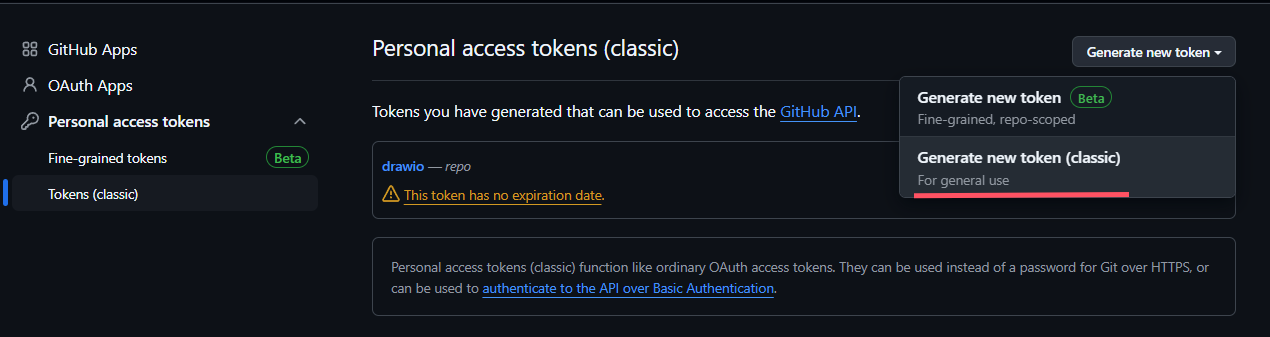 GitHub Apps
OAuth Apps
Personal access tokens
Fine-grained tokens Beta
Tokens (classic)
Personal access tokens (classic)
Generate new token
Generate new token Beta
Fine-grained, repo-scoped
Generate new token (classic)
For general use
Tokens you have generated that can be used to access the GitHub API.
drawio — repo
This token has no expiration date.
Personal access tokens (classic) function like ordinary OAuth access tokens. They can be used instead of a password for Git over HTTPS, or
can be used to authenticate to the API over Basic Authentication.